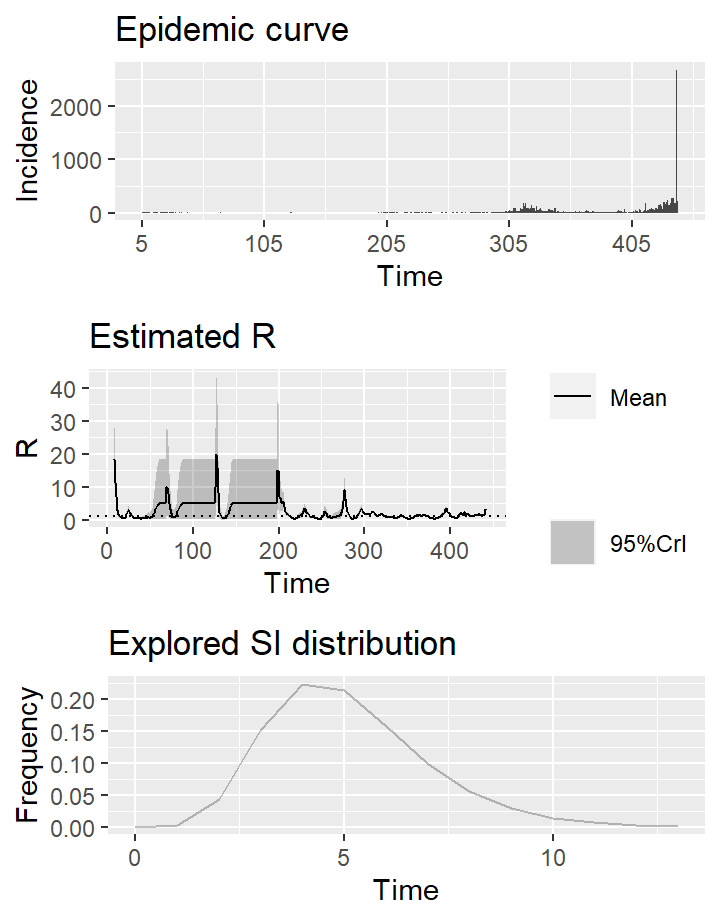 Epidemic curve
Incidence
2000
1000
0
5 105 205 305 405
Time
Estimated R
R
40
30
20
10
0
0 100 200 300 400
Time
Mean
95%CrI
Explored SI distribution
Frequency
0.20
0.15
0.10
0.05
0.00
0 5 10
Time